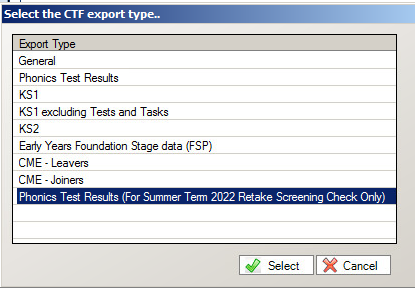 Select the CTF export type..
Export Type
General
Phonics Test Results
KS1
KS1 excluding Tests and Tasks
KS2
Early Years Foundation Stage data (FSP)
CME - Leavers
CME - Joiners
Phonics Test Results (For Summer Term 2022 Retake Screening Check Only)
Select Cancel